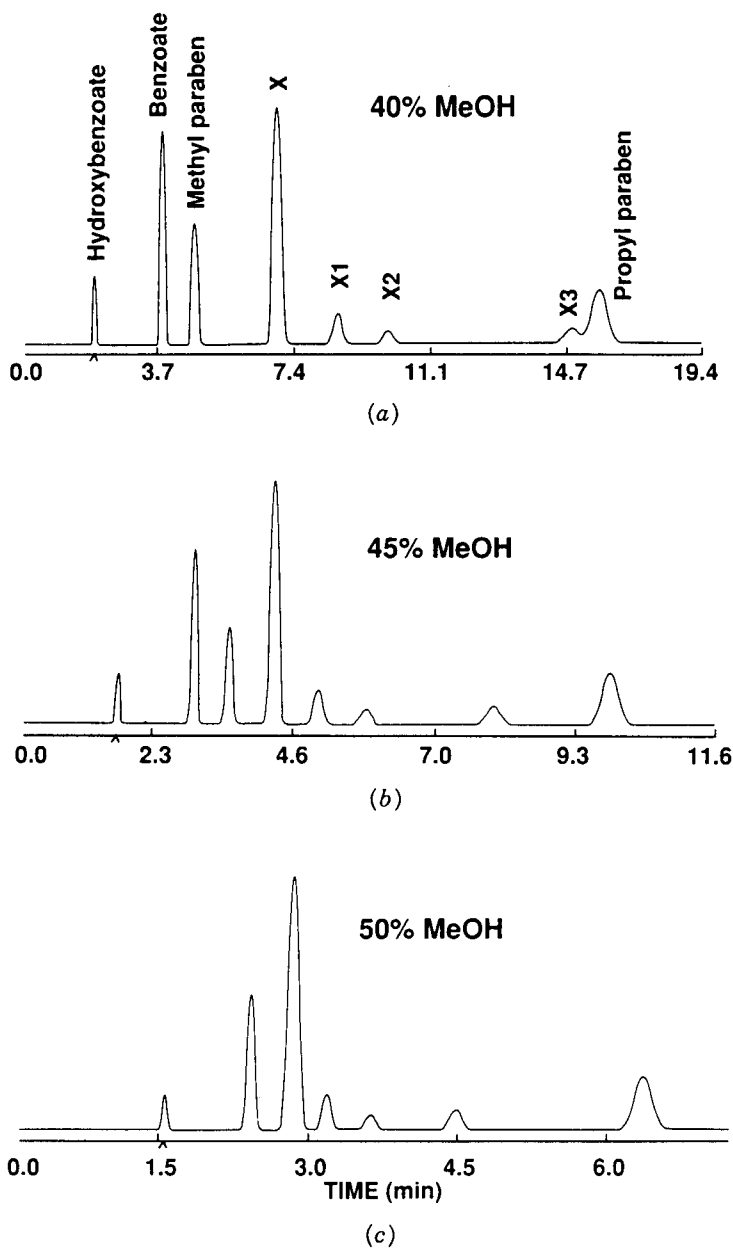 Hydroxybenzoate
Benzoate
Methyl paraben
X
40% MeOH
X1
X2
X3
Propyl paraben
0.0 3.7 7.4 11.1 14.7 19.4
(a)
45% MeOH
0.0 2.3 4.6 7.0 9.3 11.6
(b)
50% MeOH
0.0 1.5 3.0 4.5 6.0
TIME (min)
(c)